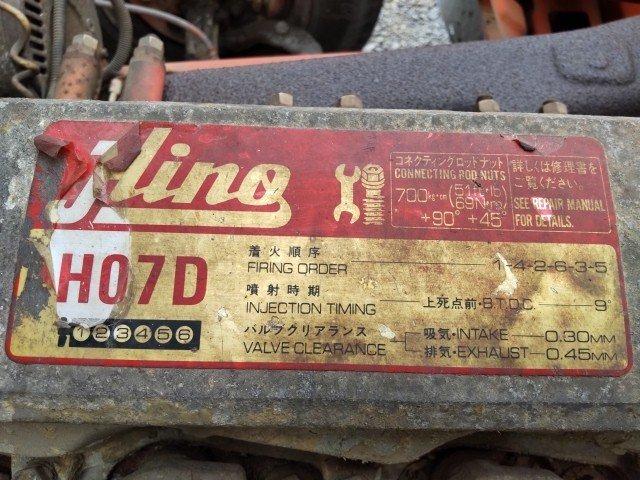 Hino
コネクティングロッドナット
CONNECTING ROD NUTS
700kg・cm (51ft・lb)
69N・m
+90° +45°
詳しくは修理書を
ご覧ください。
SEE REPAIR MANUAL
FOR DETAILS.
H07D
123456
着火順序
FIRING ORDER 1-4-2-6-3-5
噴射時期
INJECTION TIMING 上死点前・B.T.D.C. 9°
バルブクリアランス
VALVE CLEARANCE
吸気・INTAKE 0.30MM
排気・EXHAUST 0.45MM